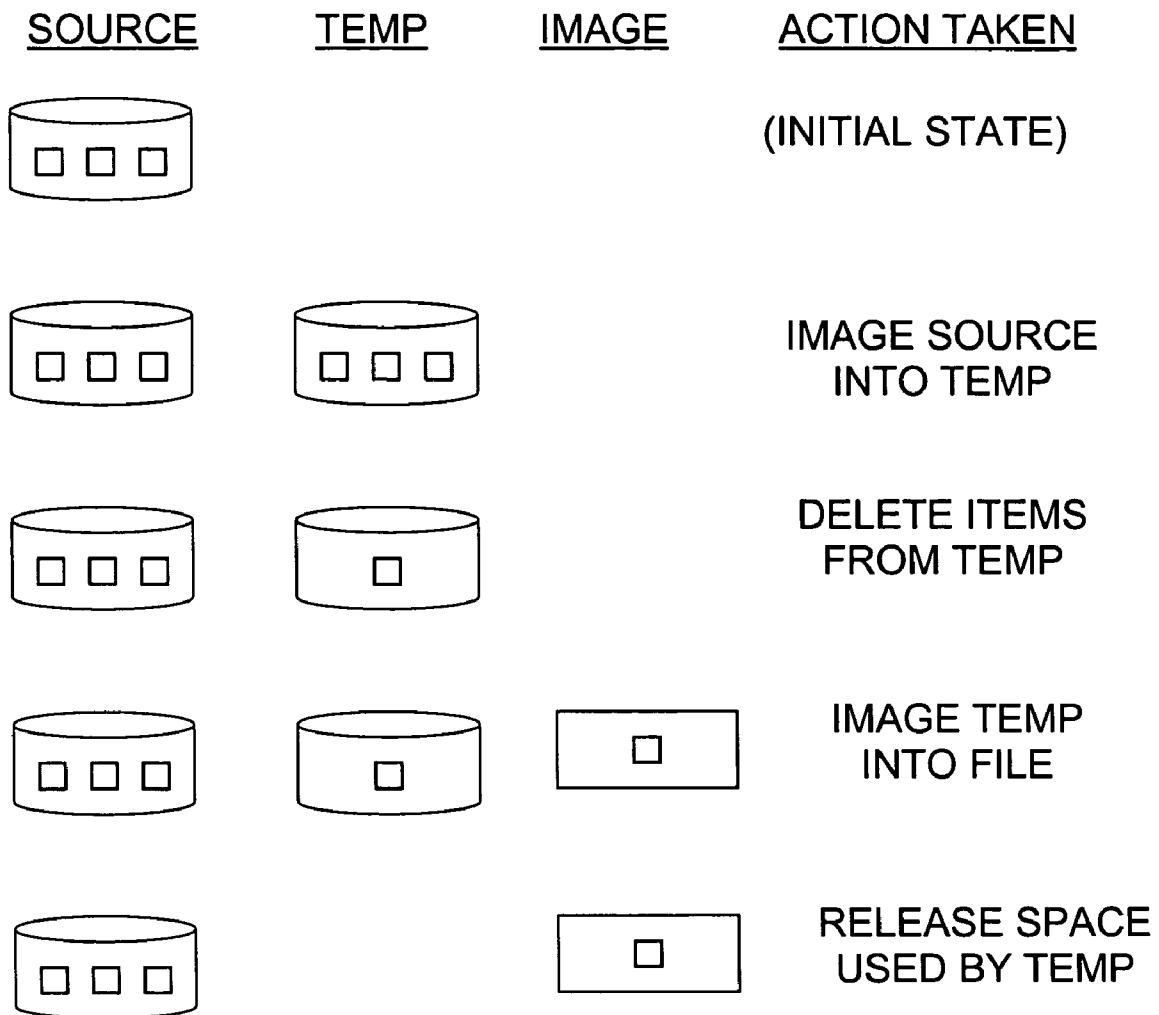 SOURCE TEMP IMAGE ACTION TAKEN
(INITIAL STATE)
IMAGE SOURCE
INTO TEMP
DELETE ITEMS
FROM TEMP
IMAGE TEMP
INTO FILE
RELEASE SPACE
USED BY TEMP